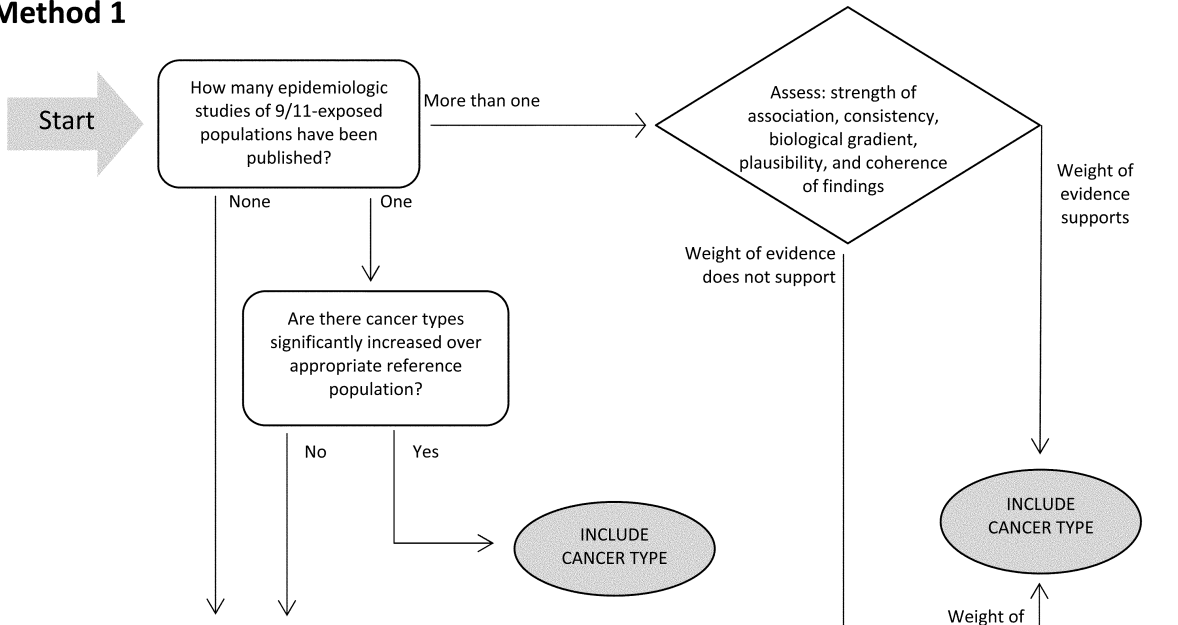 Method 1
Start
How many epidemiologic
studies of 9/11-exposed
populations have been
published?
More than one
Assess: strength of
association, consistency,
biological gradient,
plausibility, and coherence
of findings
Weight of
evidence
supports
None
One
Weight of evidence
does not support
Are there cancer types
significantly increased over
appropriate reference
population?
No
Yes
INCLUDE
CANCER TYPE
INCLUDE
CANCER TYPE
Weight of